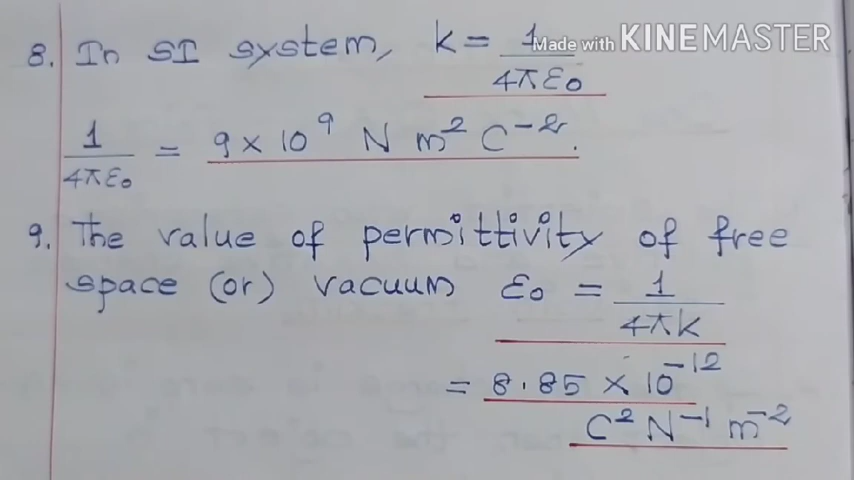 Made with KINEMASTER
8. In SI system, k = 1/4πε₀
1/4πε₀ = 9 × 10⁹ N m² C⁻².
9. The value of permittivity of free
space (or) vacuum ε₀ = 1/4πk
= 8.85 × 10⁻¹²
C² N⁻¹ m⁻²